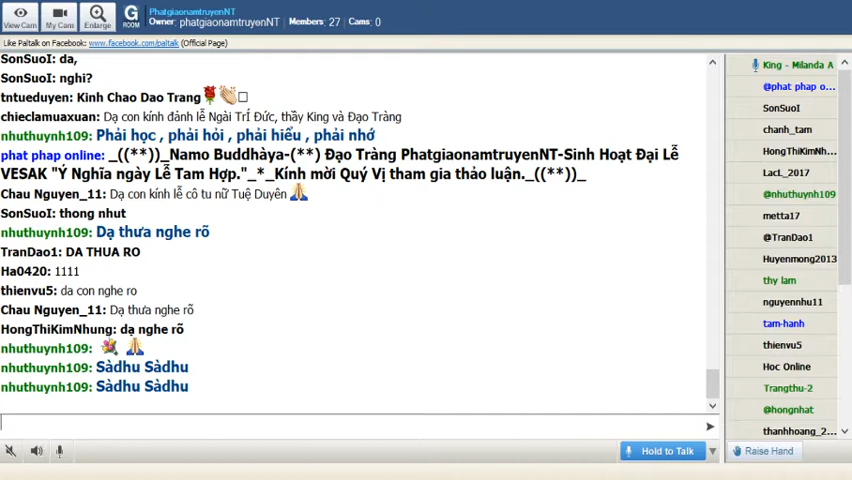 View Cam
My Cam
Enlarge
G
ROOM
PhatgiaonamtruyenNT
Owner: phatgiaonamtruyenNT Members: 27 Cams: 0
Like Paltalk on Facebook: www.facebook.com/paltalk (Official Page)
SonSuoI: da,
SonSuoI: nghi?
tntueduyen: Kinh Chao Dao Trang
chieclamuaxuan: Dạ con kính đảnh lễ Ngài TrÍ Đức, thầy King và Đạo Tràng
nhuthuynh109: Phải học , phải hỏi , phải hiểu , phải nhớ
phat phap online: _((**))_Namo Buddhàya-(**) Đạo Tràng PhatgiaonamtruyenNT-Sinh Hoạt Đại Lễ
VESAK "Ý Nghĩa ngày Lễ Tam Hợp."_*_Kính mời Quý Vị tham gia thảo luận._((**))_
Chau Nguyen_11: Dạ con kính lễ cô tu nữ Tuệ Duyên
SonSuoI: thong nhut
nhuthuynh109: Dạ thưa nghe rõ
TranDao1: DA THUA RO
Ha0420: 1111
thienvu5: da con nghe ro
Chau Nguyen_11: Dạ thưa nghe rõ
HongThiKimNhung: dạ nghe rõ
nhuthuynh109:
nhuthuynh109: Sàdhu Sàdhu
nhuthuynh109: Sàdhu Sàdhu
Hold to Talk
King - Milanda A
@phat phap o...
SonSuoI
chanh_tam
HongThiKimNh...
LacL_2017
@nhuthuynh109
metta17
@TranDao1
Huyenmong2013
thy lam
nguyennhu11
tam-hanh
thienvu5
Hoc Online
Trangthu-2
@hongnhat
thanhhoang_2...
Raise Hand